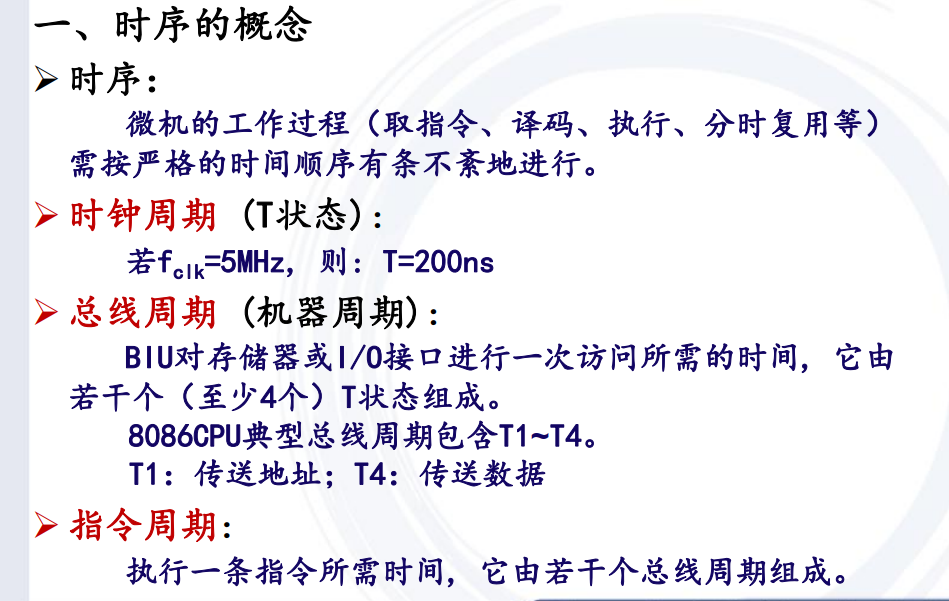 一、时序的概念
➢ 时序：
微机的工作过程（取指令、译码、执行、分时复用等）
需按严格的时间顺序有条不紊地进行。
➢ 时钟周期（T状态）：
若fclk=5MHz, 则：T=200ns
➢ 总线周期（机器周期）：
BIU对存储器或I/O接口进行一次访问所需的时间, 它由
若干个（至少4个）T状态组成。
8086CPU典型总线周期包含T1~T4。
T1：传送地址；T4：传送数据
➢ 指令周期：
执行一条指令所需时间, 它由若干个总线周期组成。